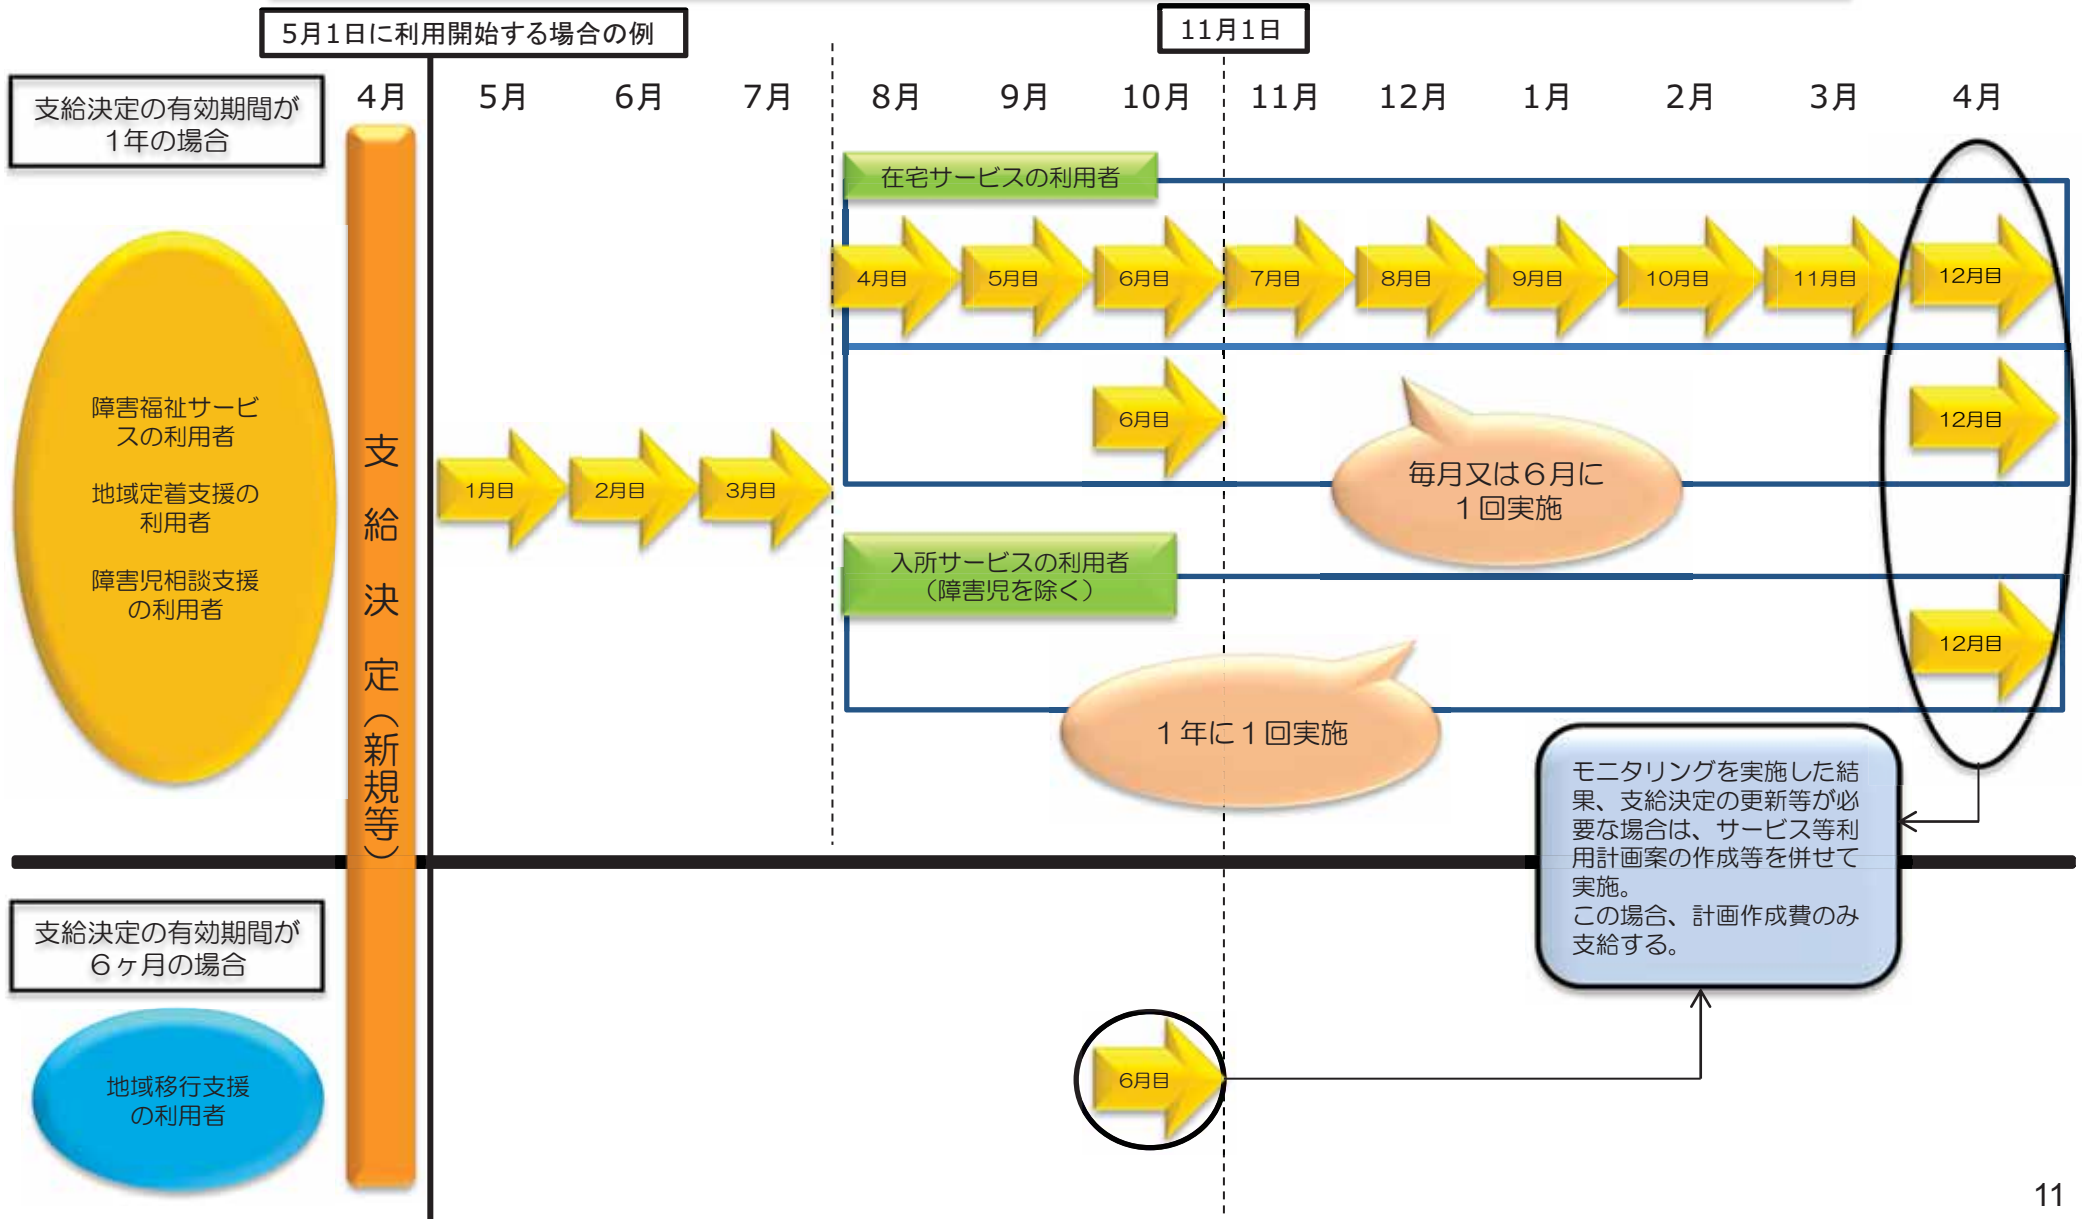 5月1日に利用開始する場合の例
11月1日
支給決定の有効期間が
1年の場合
4月
5月
6月
7月
8月
9月
10月
11月
12月
1月
2月
3月
4月
在宅サービスの利用者
4月目
5月目
6月目
7月目
8月目
9月目
10月目
11月目
12月目
障害福祉サービ
スの利用者
地域定着支援の
利用者
障害児相談支援
の利用者
支給決定（新規等）
1月目
2月目
3月目
6月目
12月目
毎月又は６月に
１回実施
入所サービスの利用者
（障害児を除く）
12月目
１年に１回実施
モニタリングを実施した結
果、支給決定の更新等が必
要な場合は、サービス等利
用計画案の作成等を併せて
実施。
この場合、計画作成費のみ
支給する。
支給決定の有効期間が
６ヶ月の場合
地域移行支援
の利用者
6月目
11